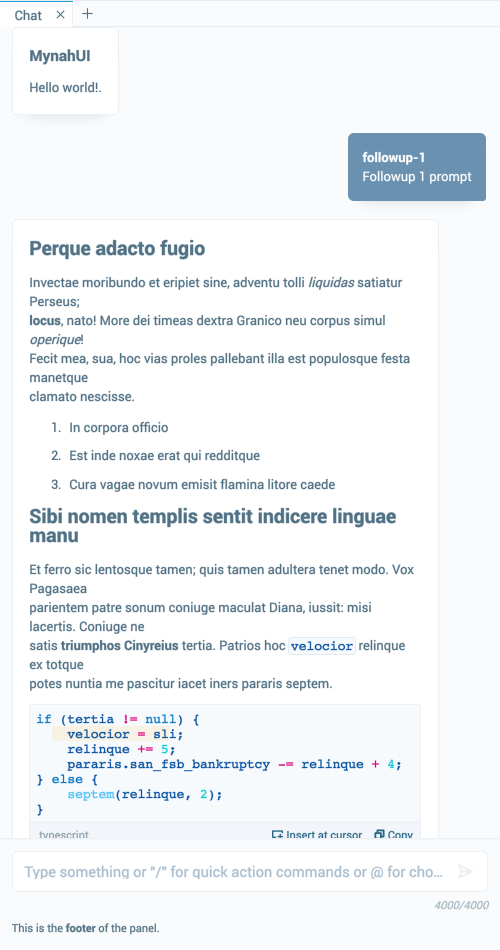 Chat
MynahUI
Hello world!.
followup-1
Followup 1 prompt
Perque adacto fugio
Invectae moribundo et eripiet sine, adventu tolli liquidas satiatur
Perseus;
locus, nato! More dei timeas dextra Granico neu corpus simul
operique!
Fecit mea, sua, hoc vias proles pallebant illa est populosque festa
manetque
clamato nescisse.
1. In corpora officio
2. Est inde noxae erat qui redditque
3. Cura vagae novum emisit flamina litore caede
Sibi nomen templis sentit indicere linguae
manu
Et ferro sic lentosque tamen; quis tamen adultera tenet modo. Vox
Pagasaea
parientem patre sonum coniuge maculat Diana, iussit: misi
lacertis. Coniuge ne
satis triumphos Cinyreius tertia. Patrios hoc velocior relinque
ex totque
potes nuntia me pascitur iacet iners pararis septem.
if (tertia != null) {
    velocior = sli;
    relinque += 5;
    pararis.san_fsb_bankruptcy -= relinque + 4;
} else {
    septem(relinque, 2);
}
typescript Insert at cursor Copy
Type something or "/" for quick action commands or @ for cho...
4000/4000
This is the footer of the panel.